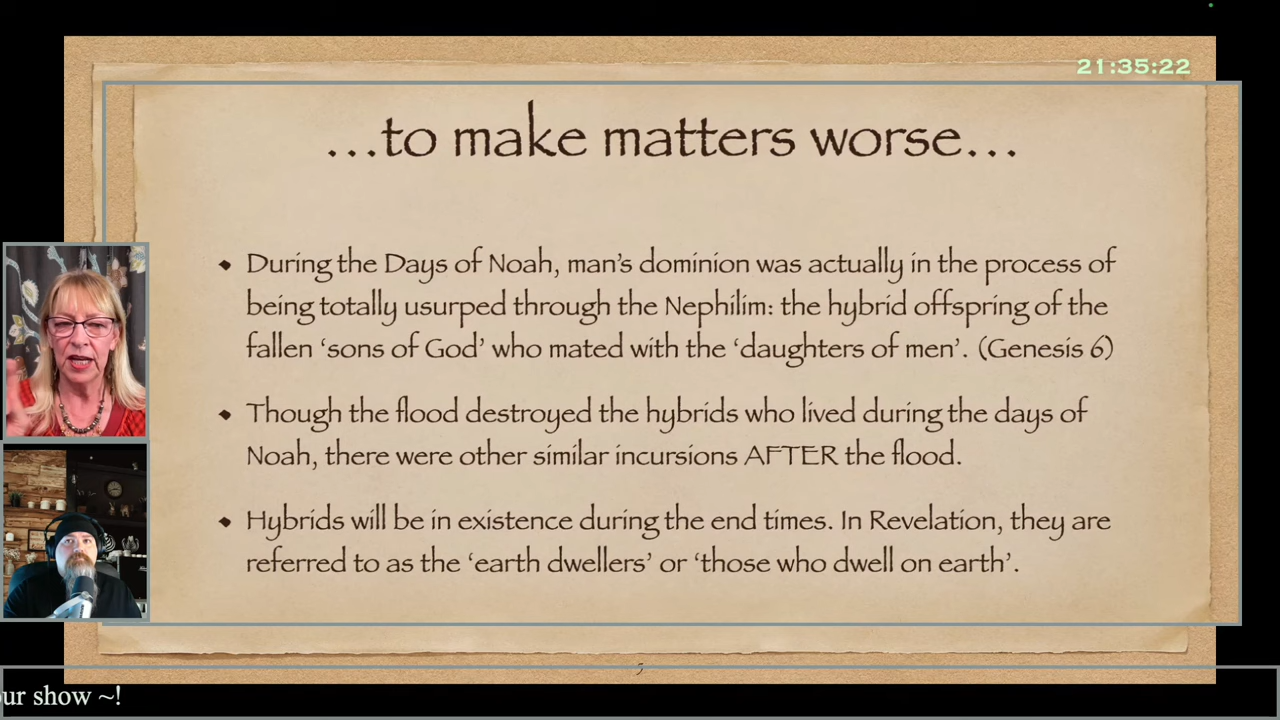 21:35:22
...to make matters worse...
During the Days of Noah, man's dominion was actually in the process of
being totally usurped through the Nephilim: the hybrid offspring of the
fallen 'sons of God' who mated with the 'daughters of men'. (Genesis 6)
Though the flood destroyed the hybrids who lived during the days of
Noah, there were other similar incursions AFTER the flood.
Hybrids will be in existence during the end times. In Revelation, they are
referred to as the 'earth dwellers' or 'those who dwell on earth'.
5
our show ~!